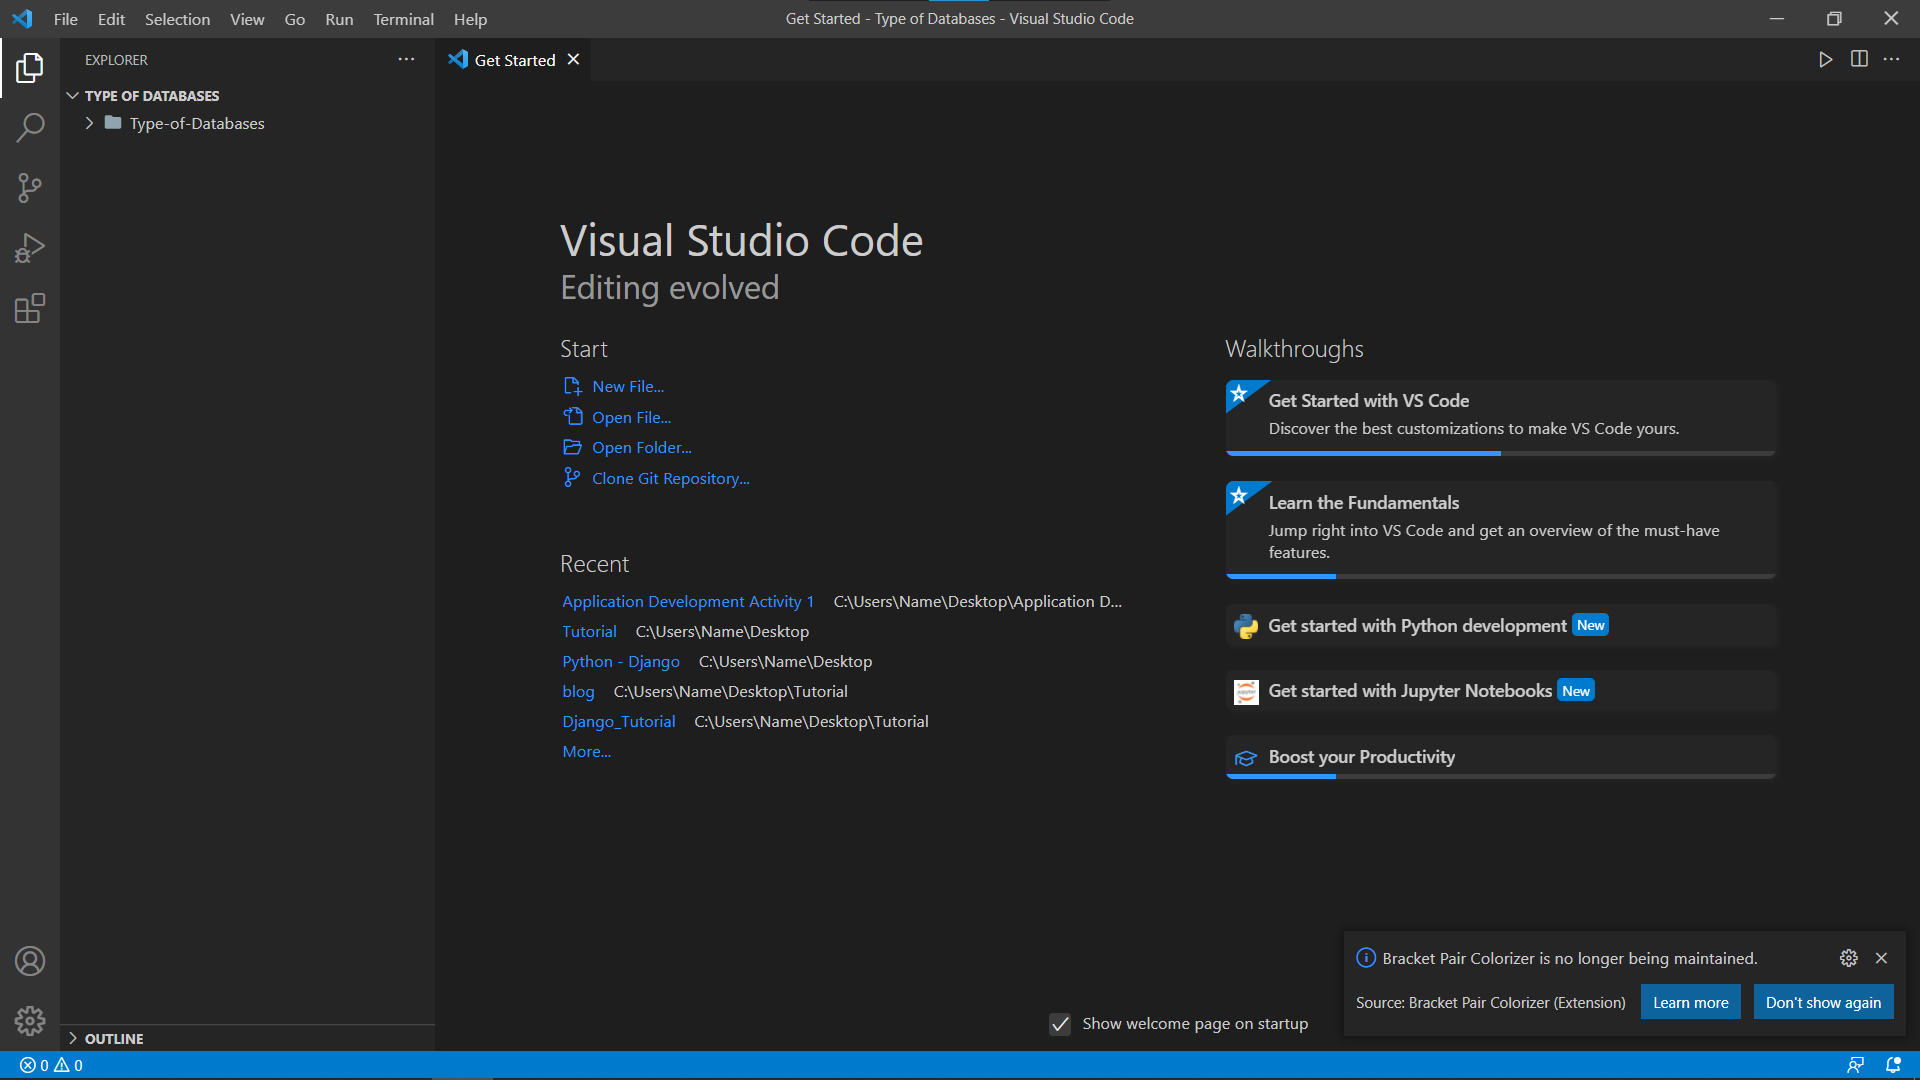 File Edit Selection View Go Run Terminal Help
Get Started - Type of Databases - Visual Studio Code
EXPLORER
Get Started
TYPE OF DATABASES
Type-of-Databases
Visual Studio Code
Editing evolved
Start
New File...
Open File...
Open Folder...
Clone Git Repository...
Recent
Application Development Activity 1 C:\Users\Name\Desktop\Application D...
Tutorial C:\Users\Name\Desktop
Python - Django C:\Users\Name\Desktop
blog C:\Users\Name\Desktop\Tutorial
Django_Tutorial C:\Users\Name\Desktop\Tutorial
More...
Walkthroughs
Get Started with VS Code
Discover the best customizations to make VS Code yours.
Learn the Fundamentals
Jump right into VS Code and get an overview of the must-have
features.
Get started with Python development New
Get started with Jupyter Notebooks New
Boost your Productivity
Bracket Pair Colorizer is no longer being maintained.
Source: Bracket Pair Colorizer (Extension) Learn more Don't show again
Show welcome page on startup
OUTLINE
0 0